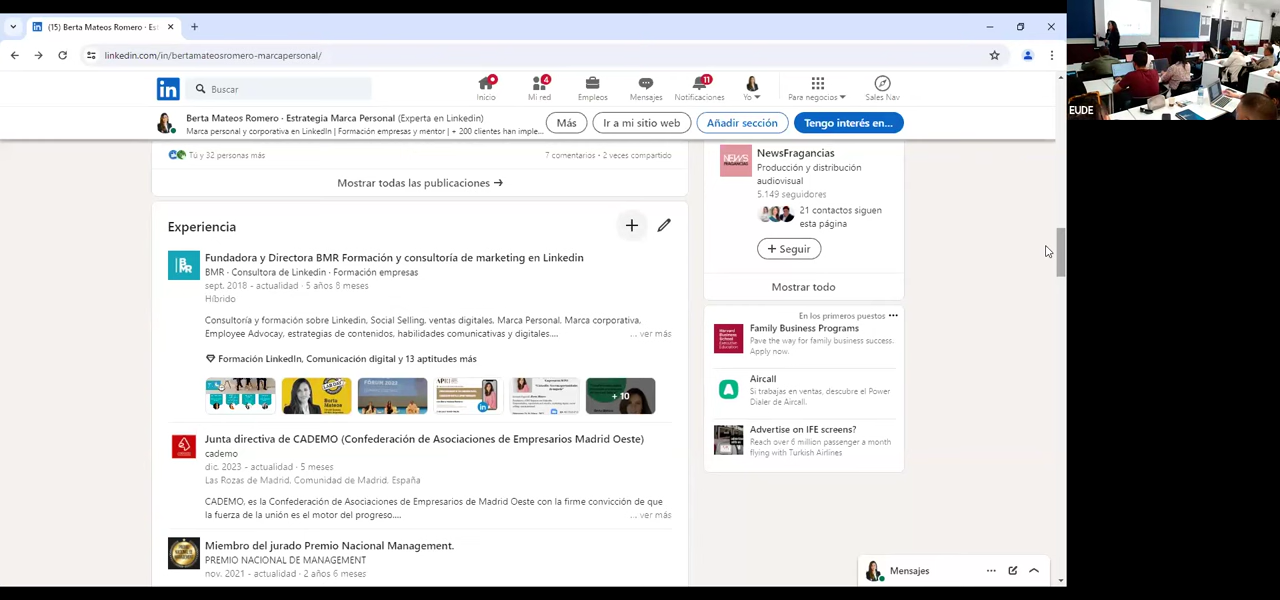 (15) Berta Mateos Romero · Es
linkedin.com/in/bertamateosromero-marcapersonal/
in
Buscar
Inicio
4
Mi red
Empleos
Mensajes
11
Notificaciones
Yo
Para negocios
Sales Nav
Berta Mateos Romero · Estrategia Marca Personal (Experta en Linkedin)
Marca personal y corporativa en LinkedIn | Formación empresas y mentor | + 200 clientes han imple...
Más
Ir a mi sitio web
Añadir sección
Tengo interés en...
Tú y 32 personas más
7 comentarios · 2 veces compartido
Mostrar todas las publicaciones →
Experiencia
BMR
Fundadora y Directora BMR Formación y consultoría de marketing en Linkedin
BMR - Consultora de Linkedin · Formación empresas
sept. 2018 - actualidad · 5 años 8 meses
Híbrido
Consultoría y formación sobre Linkedin, Social Selling, ventas digitales, Marca Personal. Marca corporativa,
Employee Advocay, estrategias de contenidos, habilidades comunicativas y digitales....
... ver más
Formación LinkedIn, Comunicación digital y 13 aptitudes más
Berta
Mateos
+ 10
Junta directiva de CADEMO (Confederación de Asociaciones de Empresarios Madrid Oeste)
cademo
dic. 2023 - actualidad · 5 meses
Las Rozas de Madrid, Comunidad de Madrid. España
CADEMO, es la Confederación de Asociaciones de Empresarios de Madrid Oeste con la firme convicción de que
la fuerza de la unión es el motor del progreso....
... ver más
Miembro del jurado Premio Nacional Management.
PREMIO NACIONAL DE MANAGEMENT
nov. 2021 - actualidad · 2 años 6 meses
NEWS
NewsFragancias
Producción y distribución
audiovisual
5.149 seguidores
21 contactos siguen
esta página
+ Seguir
Mostrar todo
En los primeros puestos
Family Business Programs
Pave the way for family business success.
Apply now.
Aircall
Si trabajas en ventas, descubre el Power
Dialer de Aircall.
Advertise on IFE screens?
Reach over 6 million passenger a month
flying with Turkish Airlines
Mensajes
EUDE